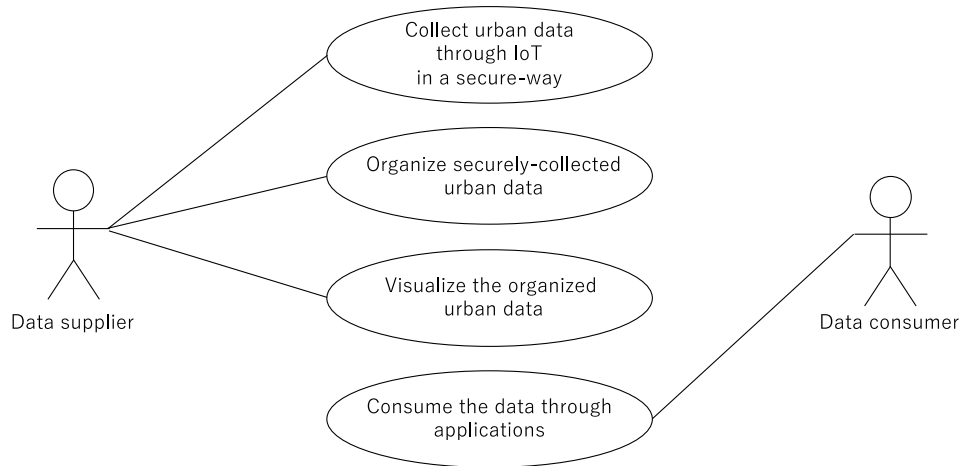 Collect urban data
through IoT
in a secure-way
Organize securely-collected
urban data
Visualize the organized
urban data
Data supplier
Data consumer
Consume the data through
applications